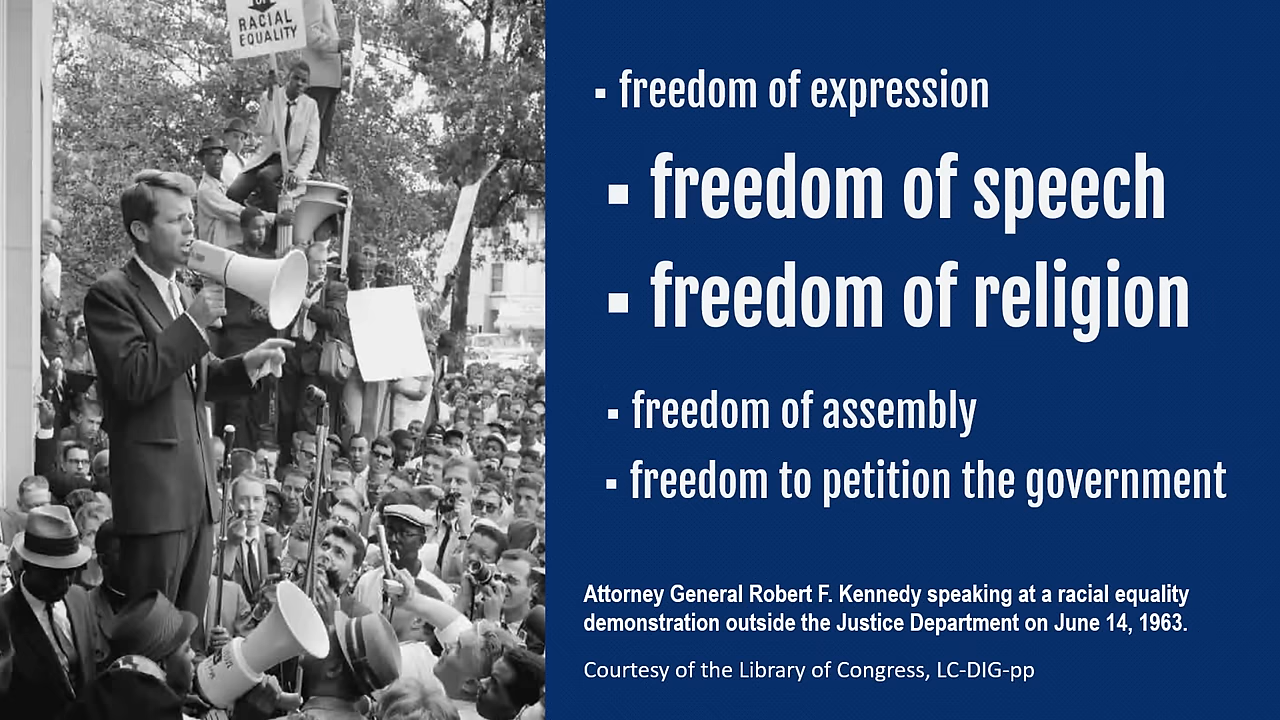 RACIAL
EQUALITY
▪ freedom of expression
▪ freedom of speech
▪ freedom of religion
▪ freedom of assembly
▪ freedom to petition the government
Attorney General Robert F. Kennedy speaking at a racial equality
demonstration outside the Justice Department on June 14, 1963.
Courtesy of the Library of Congress, LC-DIG-pp